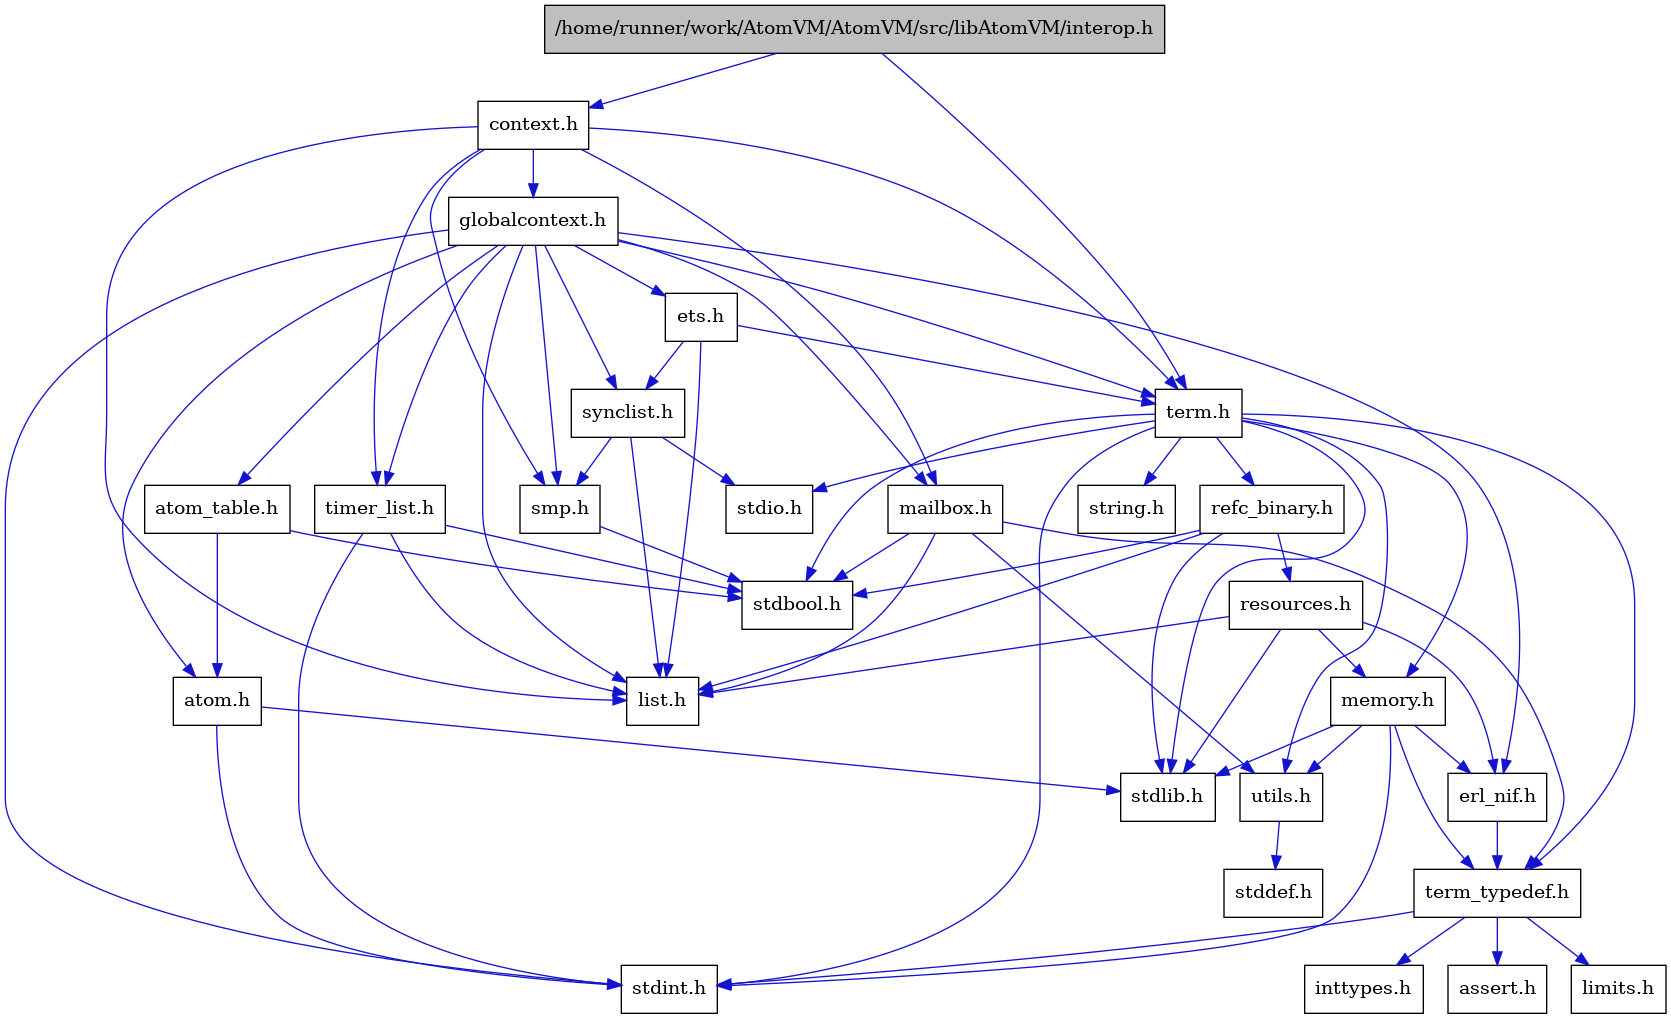 /home/runner/work/AtomVM/AtomVM/src/libAtomVM/interop.h
context.h
globalcontext.h
ets.h
synclist.h
term.h
atom_table.h
timer_list.h
smp.h
stdio.h
mailbox.h
string.h
refc_binary.h
stdbool.h
resources.h
atom.h
list.h
memory.h
stdlib.h
utils.h
erl_nif.h
stddef.h
term_typedef.h
stdint.h
inttypes.h
assert.h
limits.h